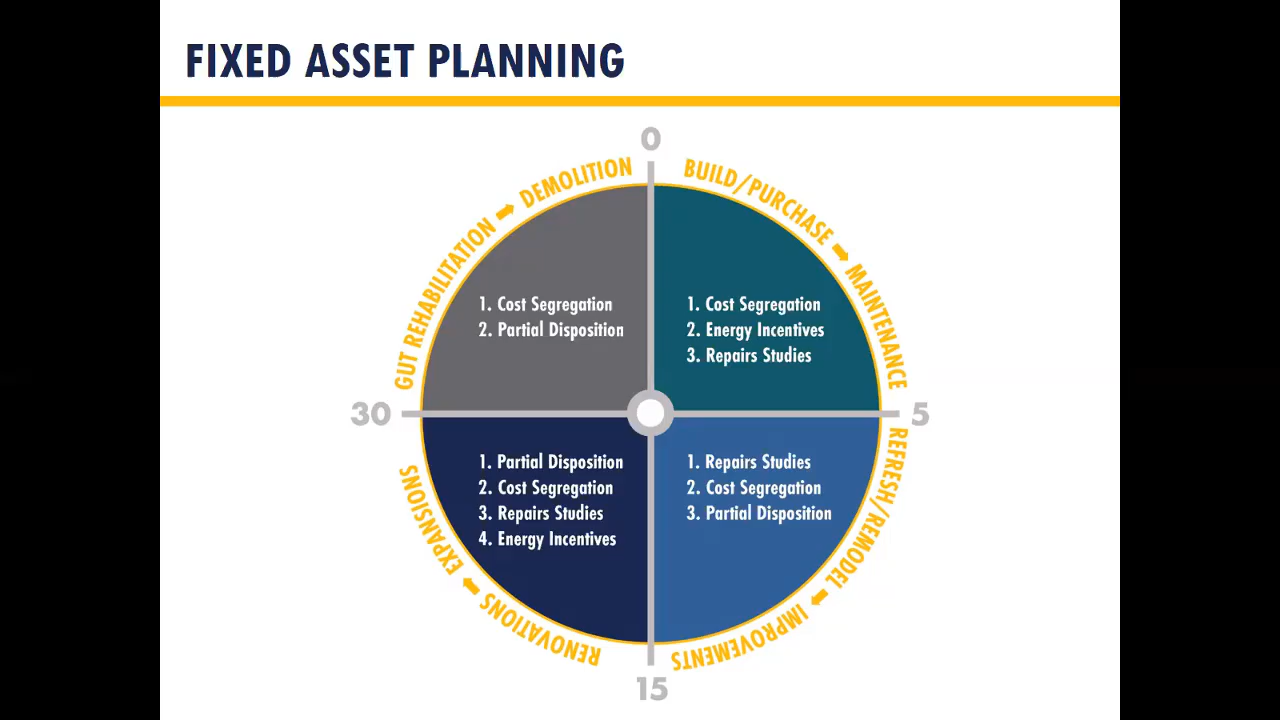 FIXED ASSET PLANNING
0
BUILD/PURCHASE ➡ MAINTENANCE
1. Cost Segregation
2. Energy Incentives
3. Repairs Studies
5
REFRESH/REMODEL ➡ IMPROVEMENTS
1. Repairs Studies
2. Cost Segregation
3. Partial Disposition
15
RENOVATIONS ➡ EXPANSIONS
1. Partial Disposition
2. Cost Segregation
3. Repairs Studies
4. Energy Incentives
30
GUT REHABILITATION ➡ DEMOLITION
1. Cost Segregation
2. Partial Disposition